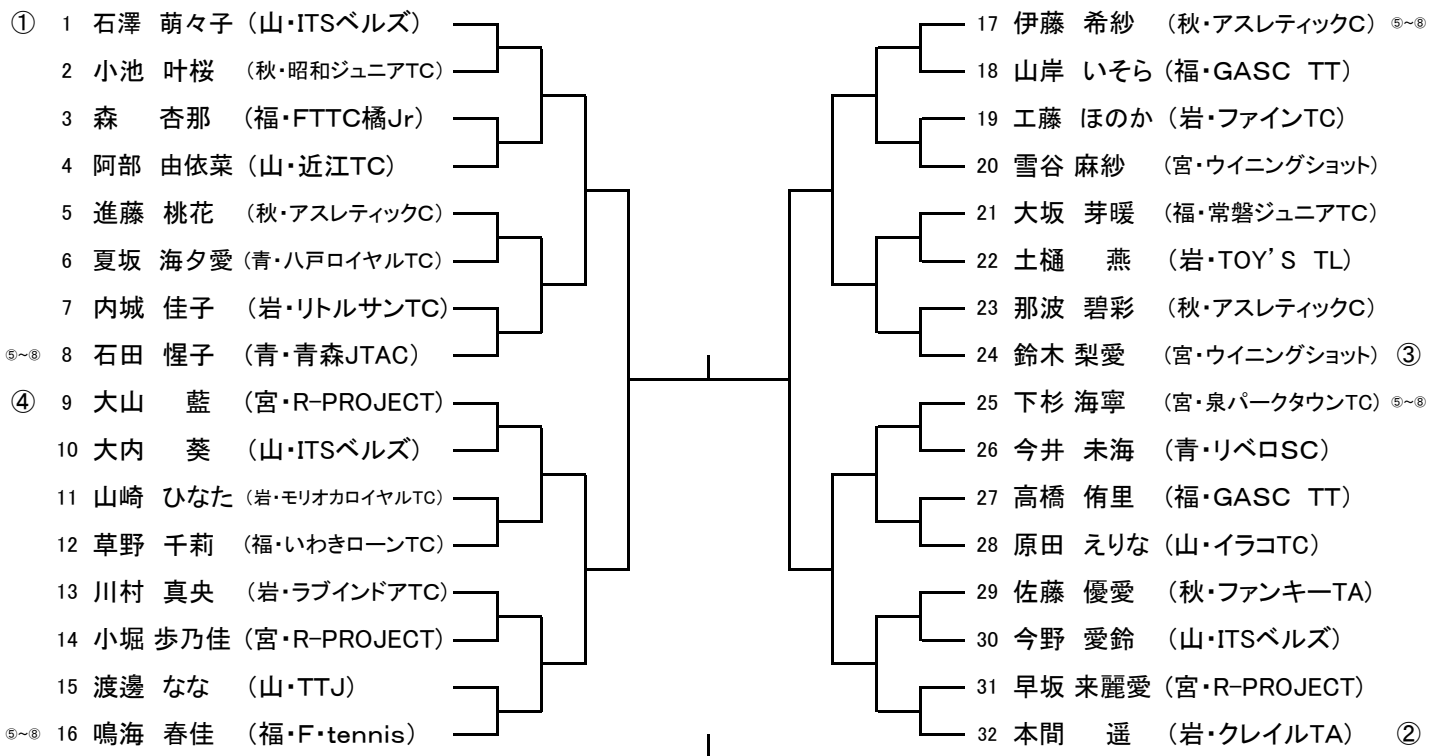 ① 1 石澤 萌々子 (山・ITSベルズ)
2 小池 叶桜 (秋・昭和ジュニアTC)
3 森 杏那 (福・FTTC橘Jr)
4 阿部 由依菜 (山・近江TC)
5 進藤 桃花 (秋・アスレティックC)
6 夏坂 海夕愛 (青・八戸ロイヤルTC)
7 内城 佳子 (岩・リトルサンTC)
⑤~⑧ 8 石田 惺子 (青・青森JTAC)
④ 9 大山 藍 (宮・R-PROJECT)
10 大内 葵 (山・ITSベルズ)
11 山崎 ひなた (岩・モリオカロイヤルTC)
12 草野 千莉 (福・いわきローンTC)
13 川村 真央 (岩・ラブインドアTC)
14 小堀 歩乃佳 (宮・R-PROJECT)
15 渡邊 なな (山・TTJ)
⑤~⑧ 16 鳴海 春佳 (福・F・tennis)
17 伊藤 希紗 (秋・アスレティックC) ⑤~⑧
18 山岸 いそら (福・GASC TT)
19 工藤 ほのか (岩・ファインTC)
20 雪谷 麻紗 (宮・ウイニングショット)
21 大坂 芽暖 (福・常磐ジュニアTC)
22 土樋 燕 (岩・TOY'S TL)
23 那波 碧彩 (秋・アスレティックC)
24 鈴木 梨愛 (宮・ウイニングショット) ③
25 下杉 海寧 (宮・泉パークタウンTC) ⑤~⑧
26 今井 未海 (青・リベロSC)
27 高橋 侑里 (福・GASC TT)
28 原田 えりな (山・イラコTC)
29 佐藤 優愛 (秋・ファンキーTA)
30 今野 愛鈴 (山・ITSベルズ)
31 早坂 来麗愛 (宮・R-PROJECT)
32 本間 遥 (岩・クレイルTA) ②